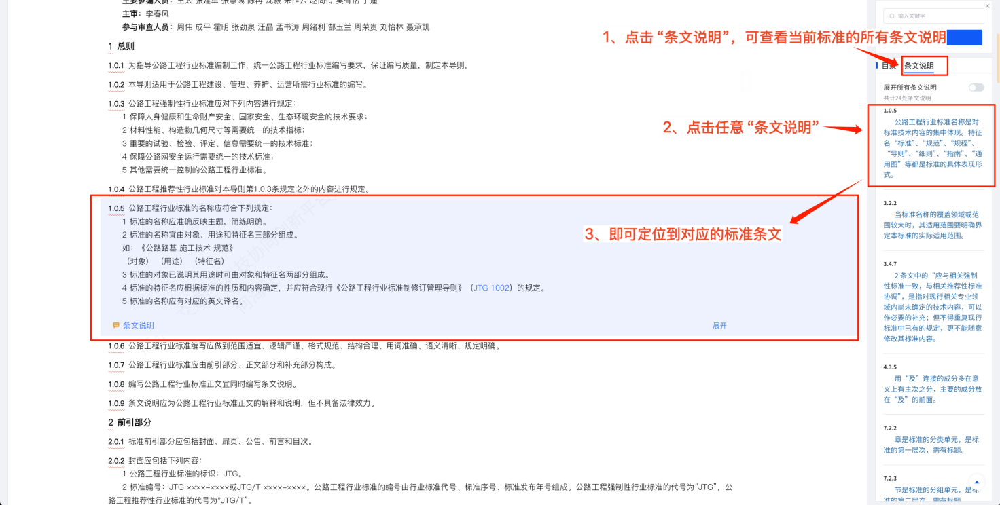 主审：李春风
参与审查人员：周伟 成平 霍明 张劲泉 汪晶 孟书涛 周绪利 郜玉兰 周荣贵 刘怡林 聂承凯
1 总则
1.0.1 为指导公路工程行业标准编制工作，统一公路工程行业标准编写要求，保证编写质量，制定本导则。
1.0.2 本导则适用于公路工程建设、管理、养护、运营所需行业标准的编写。
1.0.3 公路工程强制性行业标准应对下列内容进行规定：
1 保障人身健康和生命财产安全、国家安全、生态环境安全的技术要求；
2 材料性能、构造物几何尺寸等需要统一的技术指标；
3 重要的试验、检验、评定、信息需要统一的技术标准；
4 保障公路网安全运行需要统一的技术标准；
5 其他需要统一控制的公路工程行业标准。
1.0.4 公路工程推荐性行业标准对本导则第1.0.3条规定之外的内容进行规定。
1.0.5 公路工程行业标准的名称应符合下列规定：
1 标准的名称应准确反映主题，简练明确。
2 标准的名称宜由对象、用途和特征名三部分组成。
如：《公路路基 施工技术 规范》
（对象）（用途）（特征名）
3 标准的对象已说明其用途时可由对象和特征名两部分组成。
4 标准的特征名应根据标准的性质和内容确定，并应符合现行《公路工程行业标准制修订管理导则》（JTG 1002）的规定。
5 标准的名称应有对应的英文译名。
条文说明
展开
1.0.6 公路工程行业标准编写应做到范围适宜、逻辑严谨、格式规范、结构合理、用词准确、语义清晰、规定明确。
1.0.7 公路工程行业标准应由前引部分、正文部分和补充部分构成。
1.0.8 编写公路工程行业标准正文宜同时编写条文说明。
1.0.9 条文说明应为公路工程行业标准正文的解释和说明，但不具备法律效力。
2 前引部分
2.0.1 标准前引部分应包括封面、扉页、公告、前言和目次。
2.0.2 封面应包括下列内容：
1 公路工程行业标准的标识：JTG。
2 标准编号：JTG ××××-××××或JTG/T ××××-××××。公路工程行业标准的编号由行业标准代号、标准序号、标准发布年号组成。公路工程强制性行业标准的代号为“JTG”，公
路工程推荐性行业标准的代号为“JTG/T”。
1、点击 “条文说明”，可查看当前标准的所有条文说明
2、点击任意 “条文说明”
3、即可定位到对应的标准条文
输入关键字
目录 条文说明
展开所有条文说明
共计24处条文说明
1.0.5
公路工程行业标准名称是对
标准技术内容的集中体现。特征
名“标准”、“规范”、“规程”、
“导则”、“细则”、“指南”、“通
用图”等都是标准的具体表现形
式。
3.2.2
当标准名称的覆盖领域或范
围较大时，其适用范围要明确界
定本标准的实际适用范围。
3.4.7
2 条文中的“应与相关强制
性标准一致，与相关推荐性标准
协调”，是指对现行相关专业领
域内尚未确定的技术内容，可以
作必要的补充；但不得重复现行
标准中已有的规定，更不能随意
修改其标准内容。
4.3.5
用“及”连接的成分多在意
义上有主次之分，主要的成分放
在“及”的前面。
7.2.2
章是标准的分类单元，是标
准的第一层次，需有标题。
7.2.3
节是标准的分组单元，是标
准的第二层次，需有标题